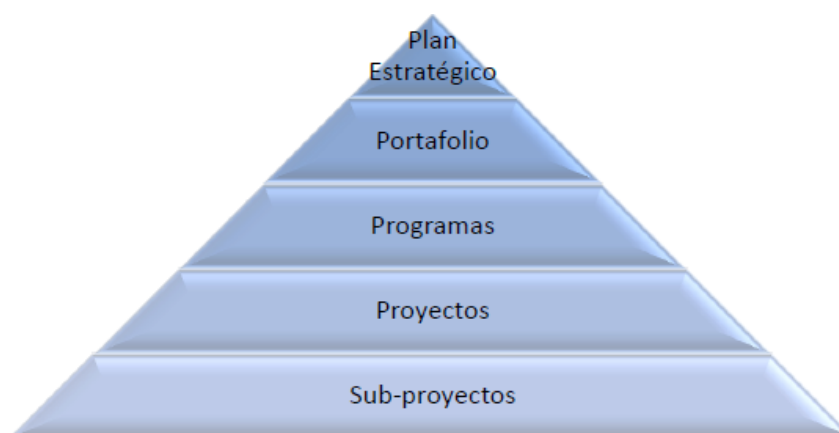 Plan
Estratégico
Portafolio
Programas
Proyectos
Sub-proyectos